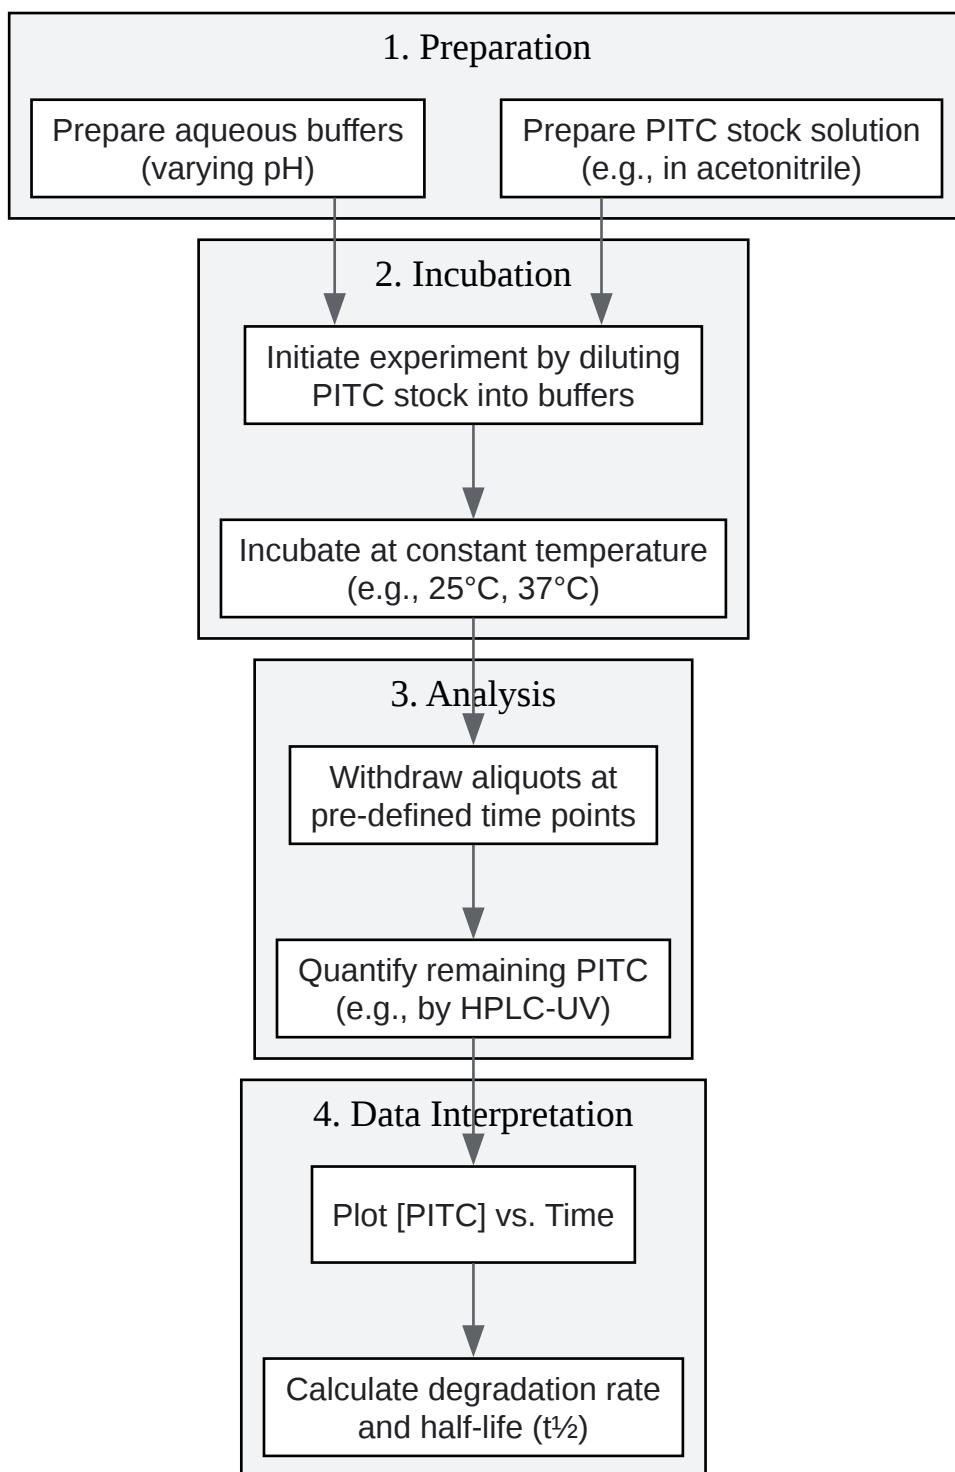 1. Preparation
Prepare aqueous buffers
(varying pH)
Prepare PITC stock solution
(e.g., in acetonitrile)
2. Incubation
Initiate experiment by diluting
PITC stock into buffers
Incubate at constant temperature
(e.g., 25°C, 37°C)
3. Analysis
Withdraw aliquots at
pre-defined time points
Quantify remaining PITC
(e.g., by HPLC-UV)
4. Data Interpretation
Plot [PITC] vs. Time
Calculate degradation rate
and half-life (t½)